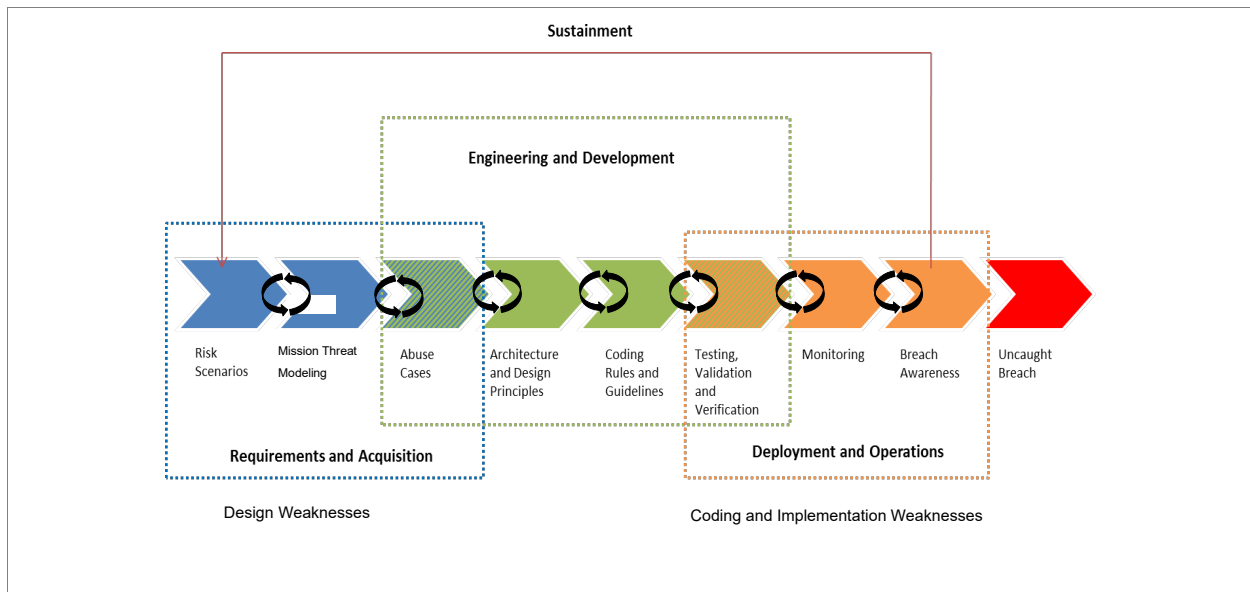 Sustainment
Engineering and Development
Risk
Scenarios
Mission Threat
Modeling
Abuse
Cases
Architecture
and Design
Principles
Coding
Rules and
Guidelines
Testing,
Validation
and
Verification
Monitoring
Breach
Awareness
Uncaught
Breach
Requirements and Acquisition
Deployment and Operations
Design Weaknesses
Coding and Implementation Weaknesses